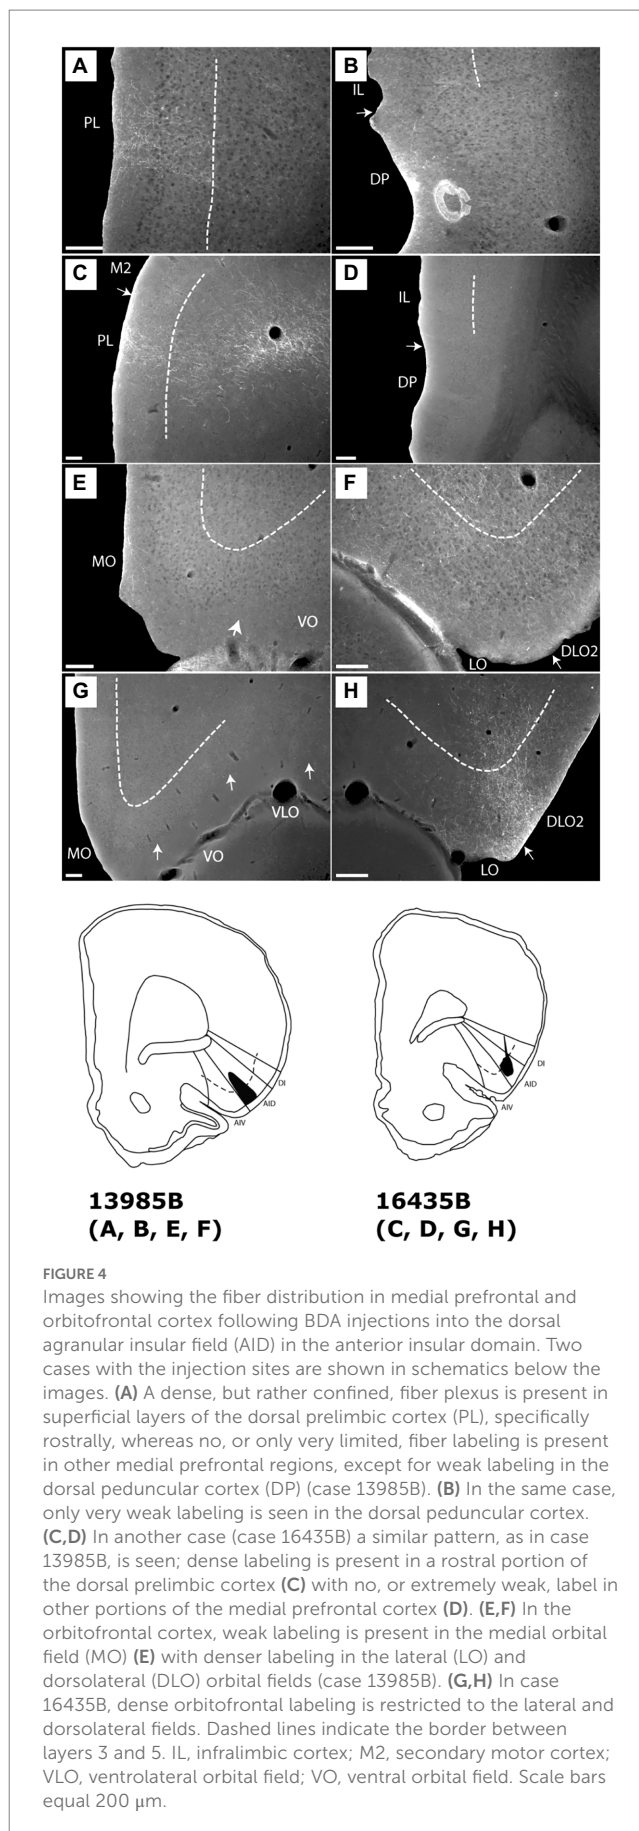 A
PL
B
IL
DP
C
M2
PL
D
IL
DP
E
MO
VO
F
LO
DLO2
G
MO
VO
VLO
H
LO
DLO2
DI
AID
AIV
DI
AID
AIV
13985B
(A, B, E, F)
16435B
(C, D, G, H)
FIGURE 4
Images showing the fiber distribution in medial prefrontal and
orbitofrontal cortex following BDA injections into the dorsal
agranular insular field (AID) in the anterior insular domain. Two
cases with the injection sites are shown in schematics below the
images. (A) A dense, but rather confined, fiber plexus is present in
superficial layers of the dorsal prelimbic cortex (PL), specifically
rostrally, whereas no, or only very limited, fiber labeling is present
in other medial prefrontal regions, except for weak labeling in the
dorsal peduncular cortex (DP) (case 13985B). (B) In the same case,
only very weak labeling is seen in the dorsal peduncular cortex.
(C,D) In another case (case 16435B) a similar pattern, as in case
13985B, is seen; dense labeling is present in a rostral portion of
the dorsal prelimbic cortex (C) with no, or extremely weak, label in
other portions of the medial prefrontal cortex (D). (E,F) In the
orbitofrontal cortex, weak labeling is present in the medial orbital
field (MO) (E) with denser labeling in the lateral (LO) and
dorsolateral (DLO) orbital fields (case 13985B). (G,H) In case
16435B, dense orbitofrontal labeling is restricted to the lateral and
dorsolateral fields. Dashed lines indicate the border between
layers 3 and 5. IL, infralimbic cortex; M2, secondary motor cortex;
VLO, ventrolateral orbital field; VO, ventral orbital field. Scale bars
equal 200 μm.